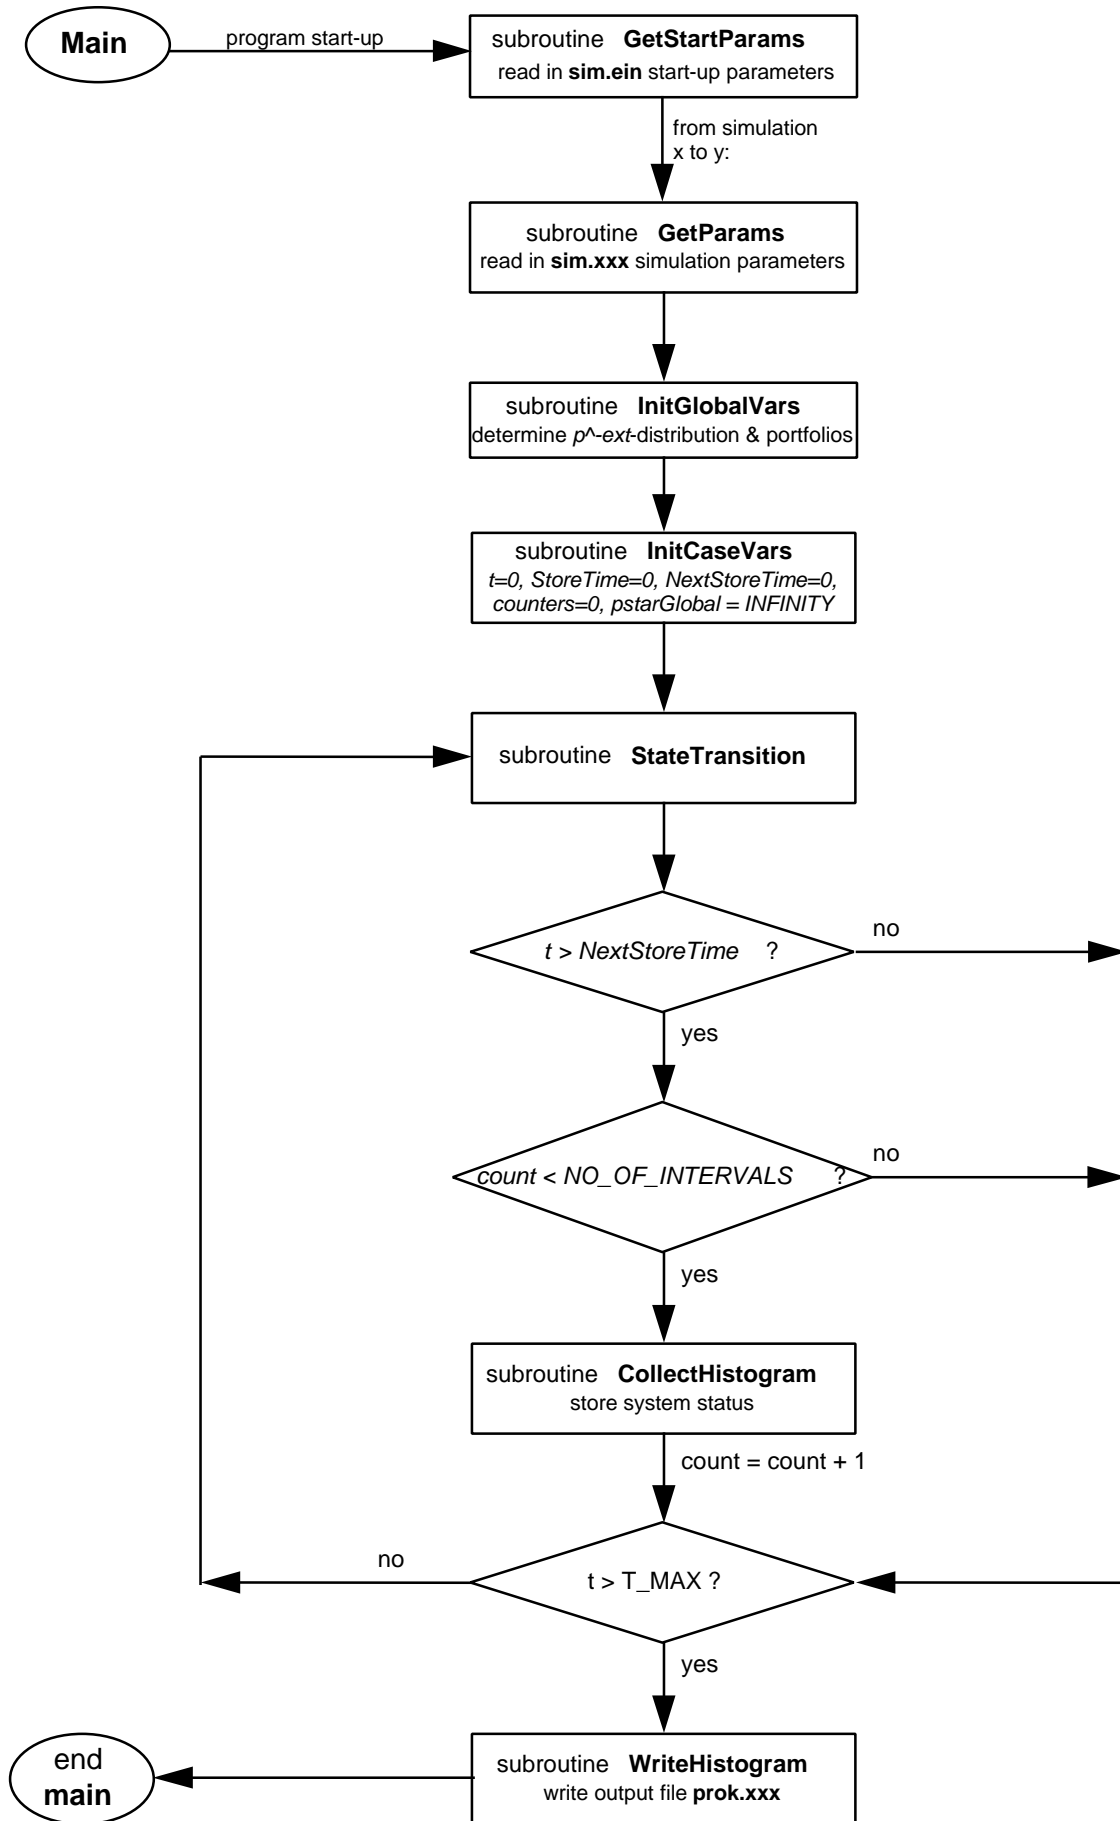 Main
program start-up
subroutine GetStartParams
read in sim.ein start-up parameters
from simulation
x to y:
subroutine GetParams
read in sim.xxx simulation parameters
subroutine InitGlobalVars
determine p^-ext-distribution & portfolios
subroutine InitCaseVars
t=0, StoreTime=0, NextStoreTime=0,
counters=0, pstarGlobal = INFINITY
subroutine StateTransition
t > NextStoreTime ?
no
yes
count < NO_OF_INTERVALS ?
no
yes
subroutine CollectHistogram
store system status
count = count + 1
no
t > T_MAX ?
yes
subroutine WriteHistogram
write output file prok.xxx
end
main